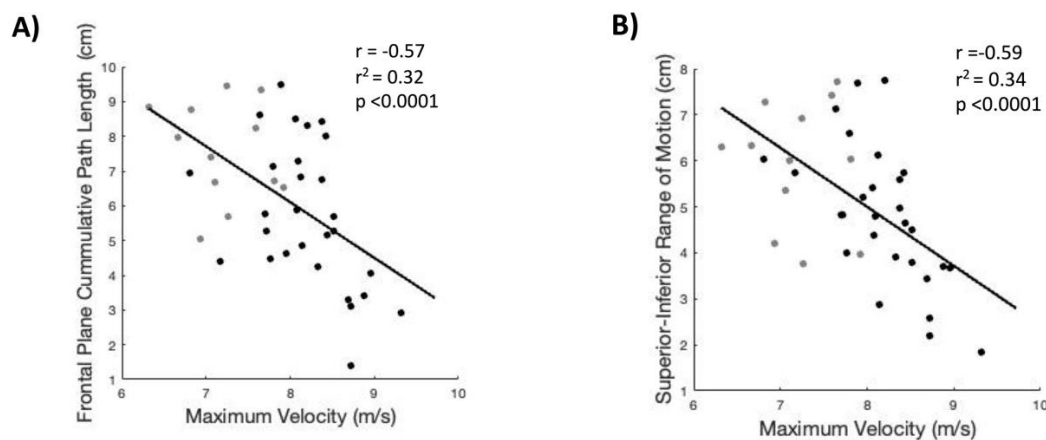 A)
r = -0.57
r² = 0.32
p <0.0001
Frontal Plane Cummulative Path Length (cm)
10
9
8
7
6
5
4
3
2
1
6 7 8 9 10
Maximum Velocity (m/s)
B)
r =-0.59
r² = 0.34
p <0.0001
Superior-Inferior Range of Motion (cm)
8
7
6
5
4
3
2
1
6 7 8 9 10
Maximum Velocity (m/s)